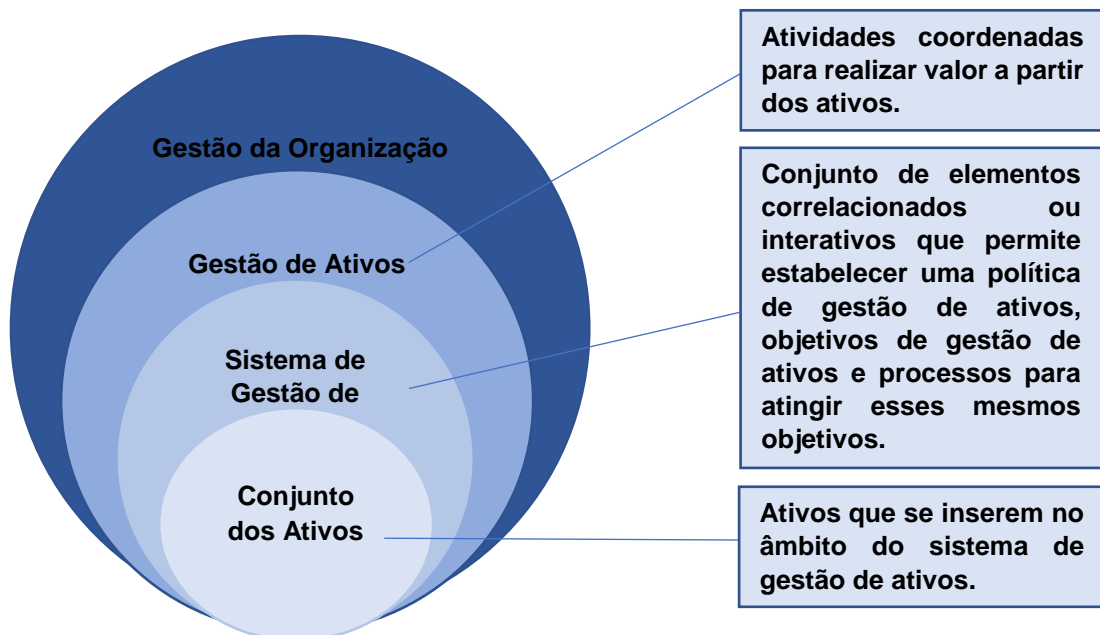 Gestão da Organização
Gestão de Ativos
Sistema de
Gestão de
Conjunto
dos Ativos
Atividades coordenadas
para realizar valor a partir
dos ativos.
Conjunto de elementos
correlacionados ou
interativos que permite
estabelecer uma política
de gestão de ativos,
objetivos de gestão de
ativos e processos para
atingir esses mesmos
objetivos.
Ativos que se inserem no
âmbito do sistema de
gestão de ativos.